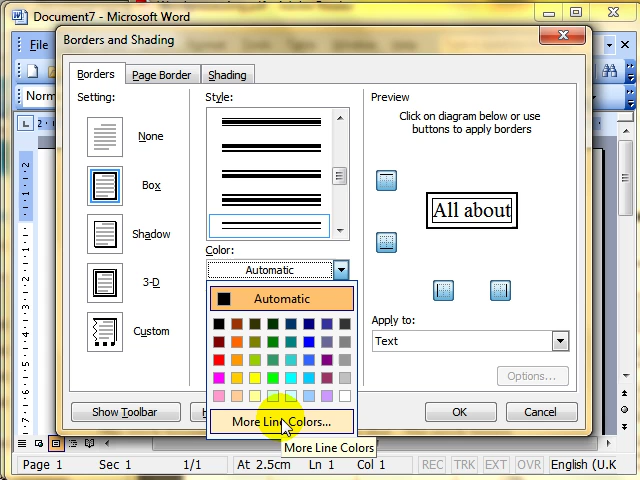 Document7 - Microsoft Word
File
Norm
Borders and Shading
Borders
Page Border
Shading
Setting:
None
Box
Shadow
3-D
Custom
Style:
Color:
Automatic
Automatic
More Line Colors...
More Line Colors
Preview
Click on diagram below or use
buttons to apply borders
All about
Apply to:
Text
Options...
Show Toolbar
H
OK
Cancel
Page 1 Sec 1 1/1 At 2.5cm Ln 1 Col 1 REC TRK EXT OVR English (U.K